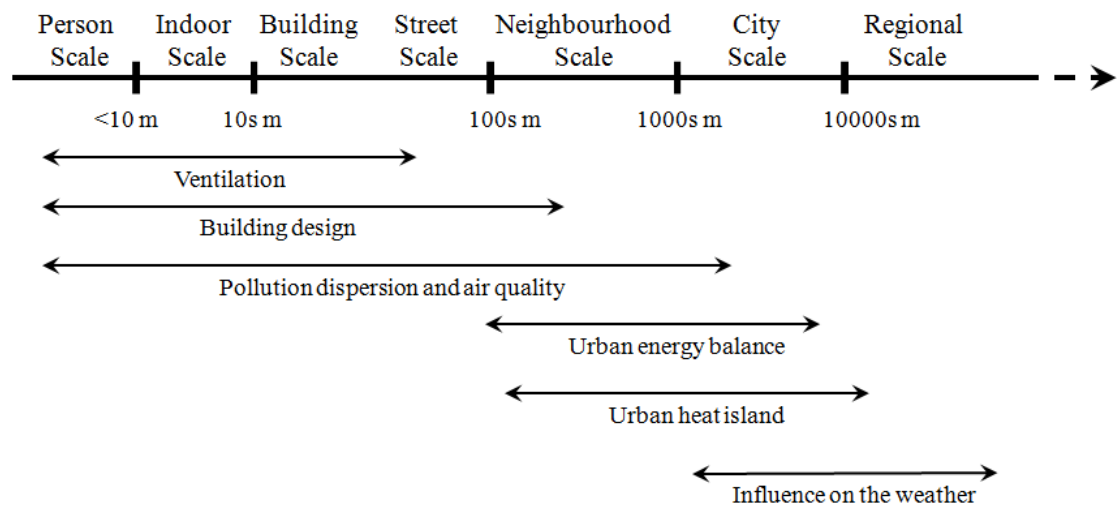 Person Indoor Building Street Neighbourhood City Regional
Scale Scale Scale Scale Scale Scale Scale
<10 m 10s m 100s m 1000s m 10000s m
Ventilation
Building design
Pollution dispersion and air quality
Urban energy balance
Urban heat island
Influence on the weather